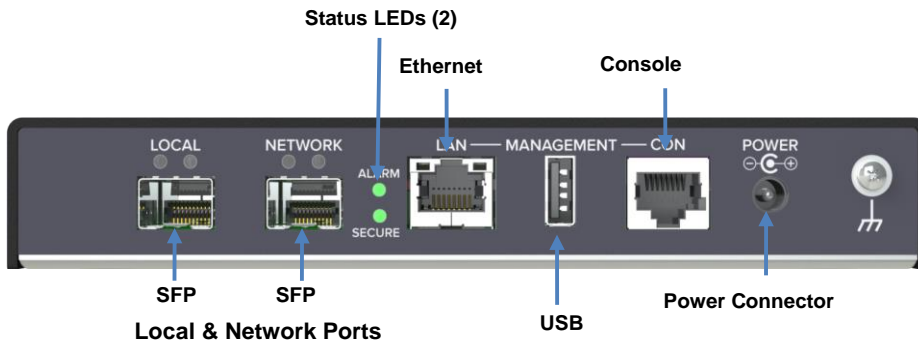 Status LEDs (2)
Ethernet
Console
LOCAL
NETWORK
ALARM
SECURE
LAN
MANAGEMENT
CON
POWER
SFP
SFP
USB
Power Connector
Local & Network Ports